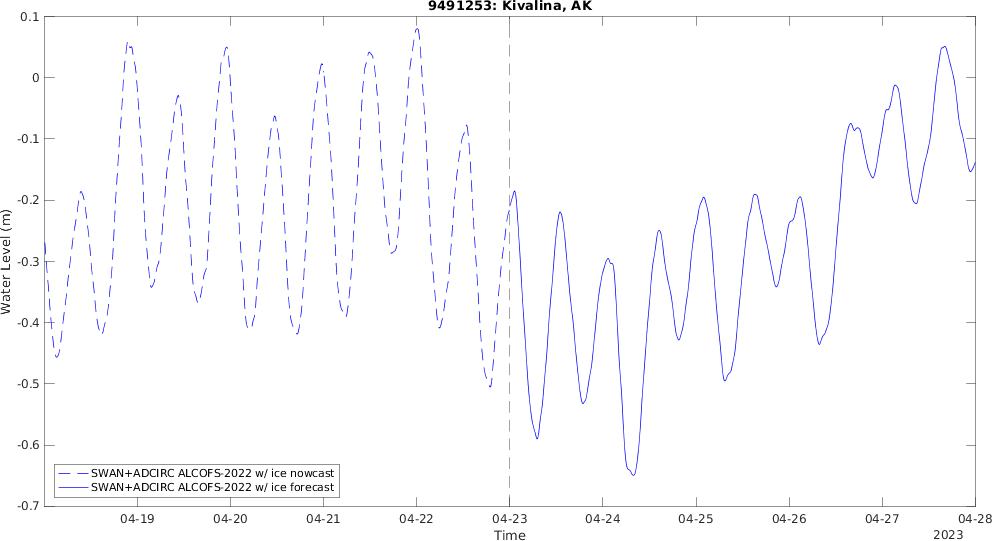 9491253: Kivalina, AK
0.1
0
-0.1
-0.2
-0.3
-0.4
-0.5
-0.6
-0.7
Water Level (m)
SWAN+ADCIRC ALCOFS-2022 w/ ice nowcast
SWAN+ADCIRC ALCOFS-2022 w/ ice forecast
04-19 04-20 04-21 04-22 04-23 04-24 04-25 04-26 04-27 04-28
Time
2023